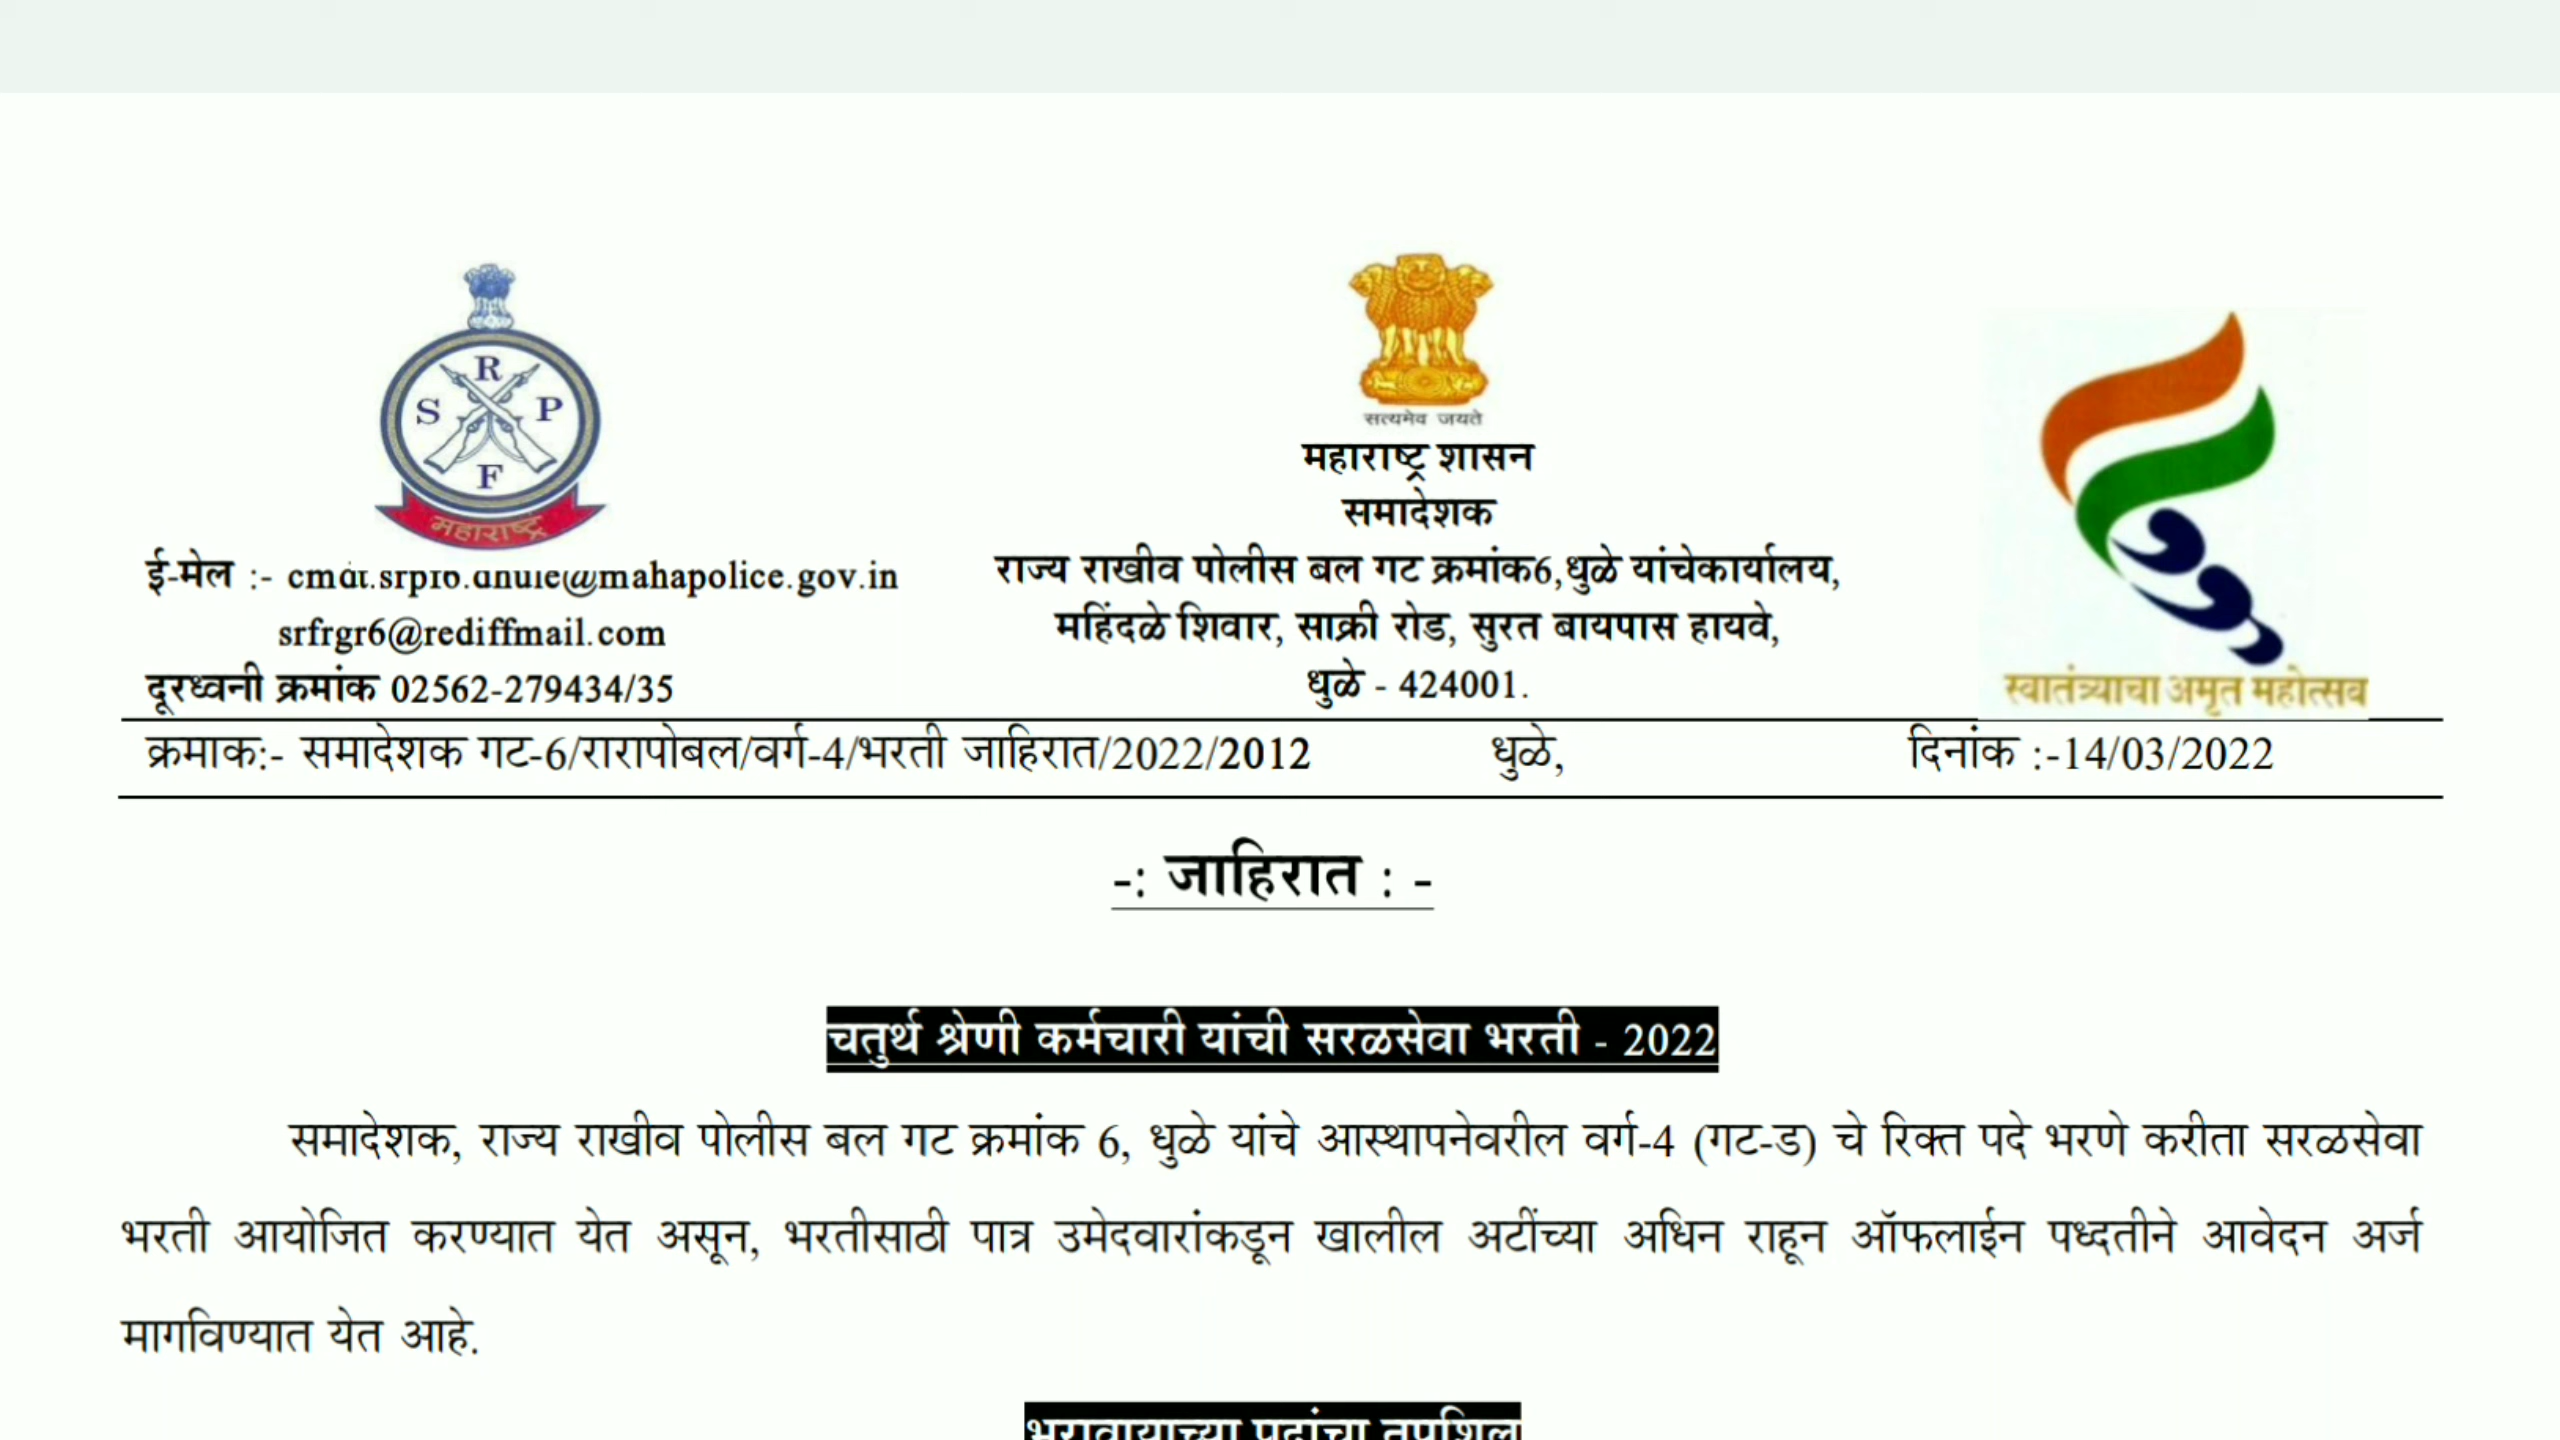 R
S P
F
महाराष्ट्र
सत्यमेव जयते
महाराष्ट्र शासन
समादेशक
ई-मेल :- @mahapolice.gov.in
राज्य राखीव पोलीस बल गट क्रमांक6,धुळे यांचेकार्यालय,
srfrgr6@rediffmail.com
महिंदळे शिवार, साक्री रोड, सुरत बायपास हायवे,
दूरध्वनी क्रमांक 02562-279434/35
धुळे - 424001.
स्वातंत्र्याचा अमृत महोत्सव
क्रमाक:- समादेशक गट-6/रारापोबल/वर्ग-4/भरती जाहिरात/2022/2012 धुळे, दिनांक :-14/03/2022
-: जाहिरात : -
चतुर्थ श्रेणी कर्मचारी यांची सरळसेवा भरती - 2022
समादेशक, राज्य राखीव पोलीस बल गट क्रमांक 6, धुळे यांचे आस्थापनेवरील वर्ग-4 (गट-ड) चे रिक्त पदे भरणे करीता सरळसेवा
भरती आयोजित करण्यात येत असून, भरतीसाठी पात्र उमेदवारांकडून खालील अटींच्या अधिन राहून ऑफलाईन पध्दतीने आवेदन अर्ज
मागविण्यात येत आहे.
भरावायाच्या पदांचा तपशिल